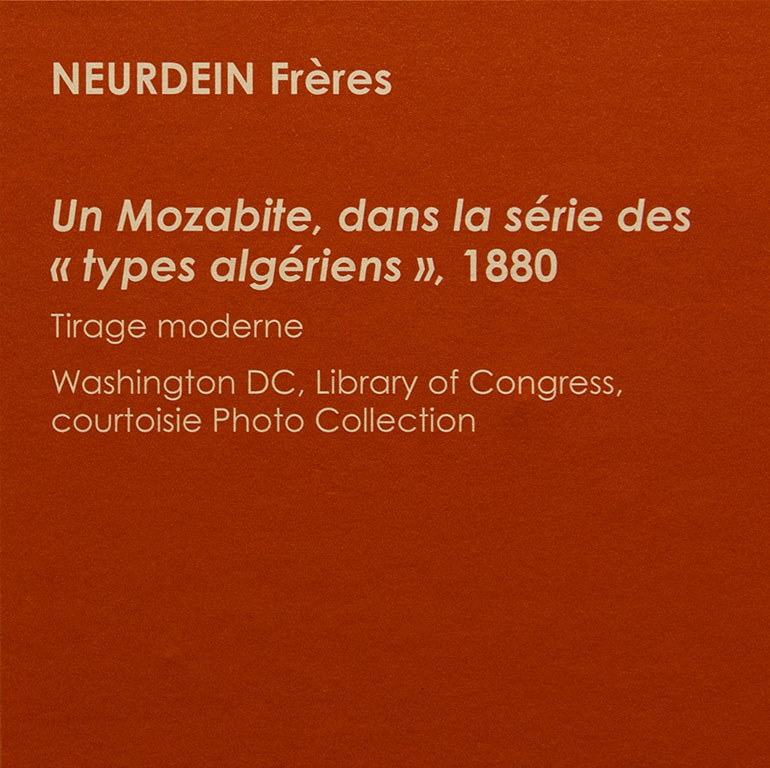 NEURDEIN Frères
Un Mozabite, dans la série des
« types algériens », 1880
Tirage moderne
Washington DC, Library of Congress,
courtoisie Photo Collection